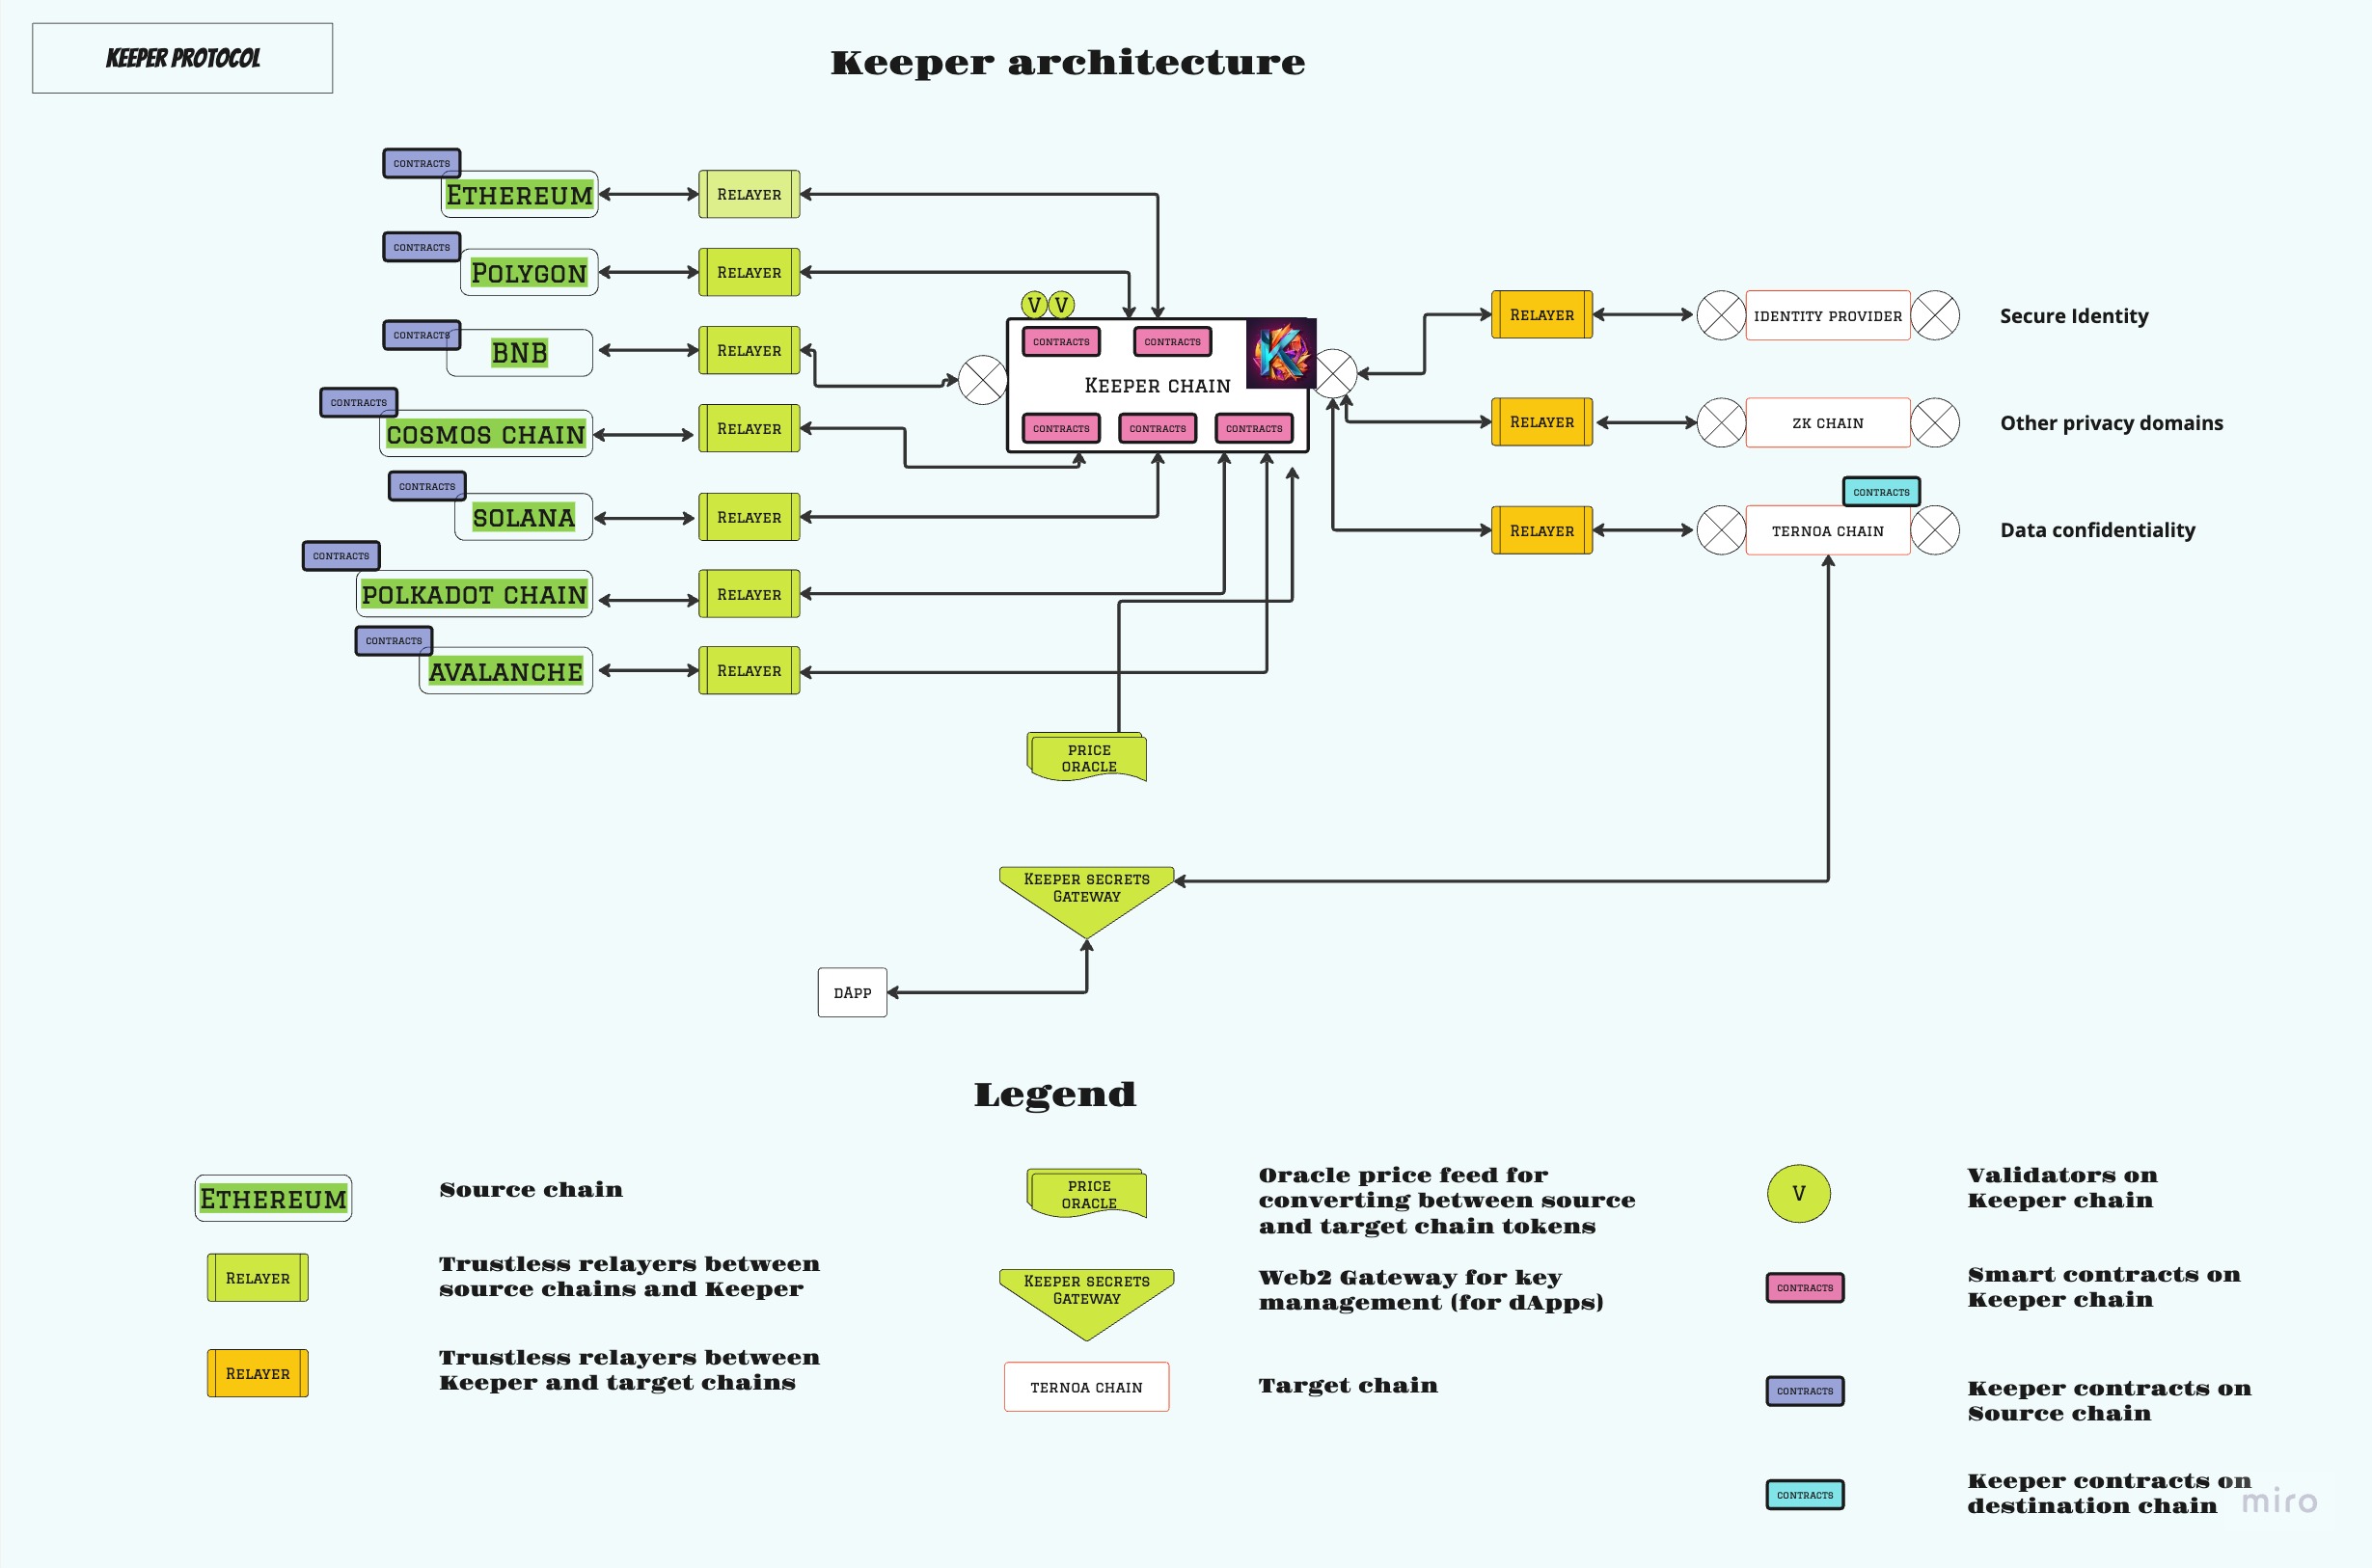 KEEPER PROTOCOL
Keeper architecture
CONTRACTS
ETHEREUM
RELAYER
CONTRACTS
POLYGON
RELAYER
CONTRACTS
BNB
RELAYER
CONTRACTS
COSMOS CHAIN
RELAYER
CONTRACTS
SOLANA
RELAYER
CONTRACTS
POLKADOT CHAIN
RELAYER
CONTRACTS
AVALANCHE
RELAYER
V V
CONTRACTS CONTRACTS
K
KEEPER CHAIN
CONTRACTS CONTRACTS CONTRACTS
RELAYER
IDENTITY PROVIDER
Secure Identity
RELAYER
ZK CHAIN
Other privacy domains
CONTRACTS
RELAYER
TERNOA CHAIN
Data confidentiality
PRICE
ORACLE
KEEPER SECRETS
GATEWAY
DAPP
Legend
ETHEREUM
Source chain
RELAYER
Trustless relayers between
source chains and Keeper
RELAYER
Trustless relayers between
Keeper and target chains
PRICE
ORACLE
Oracle price feed for
converting between source
and target chain tokens
KEEPER SECRETS
GATEWAY
Web2 Gateway for key
management (for dApps)
TERNOA CHAIN
Target chain
V
Validators on
Keeper chain
CONTRACTS
Smart contracts on
Keeper chain
CONTRACTS
Keeper contracts on
Source chain
CONTRACTS
Keeper contracts on
destination chain
miro